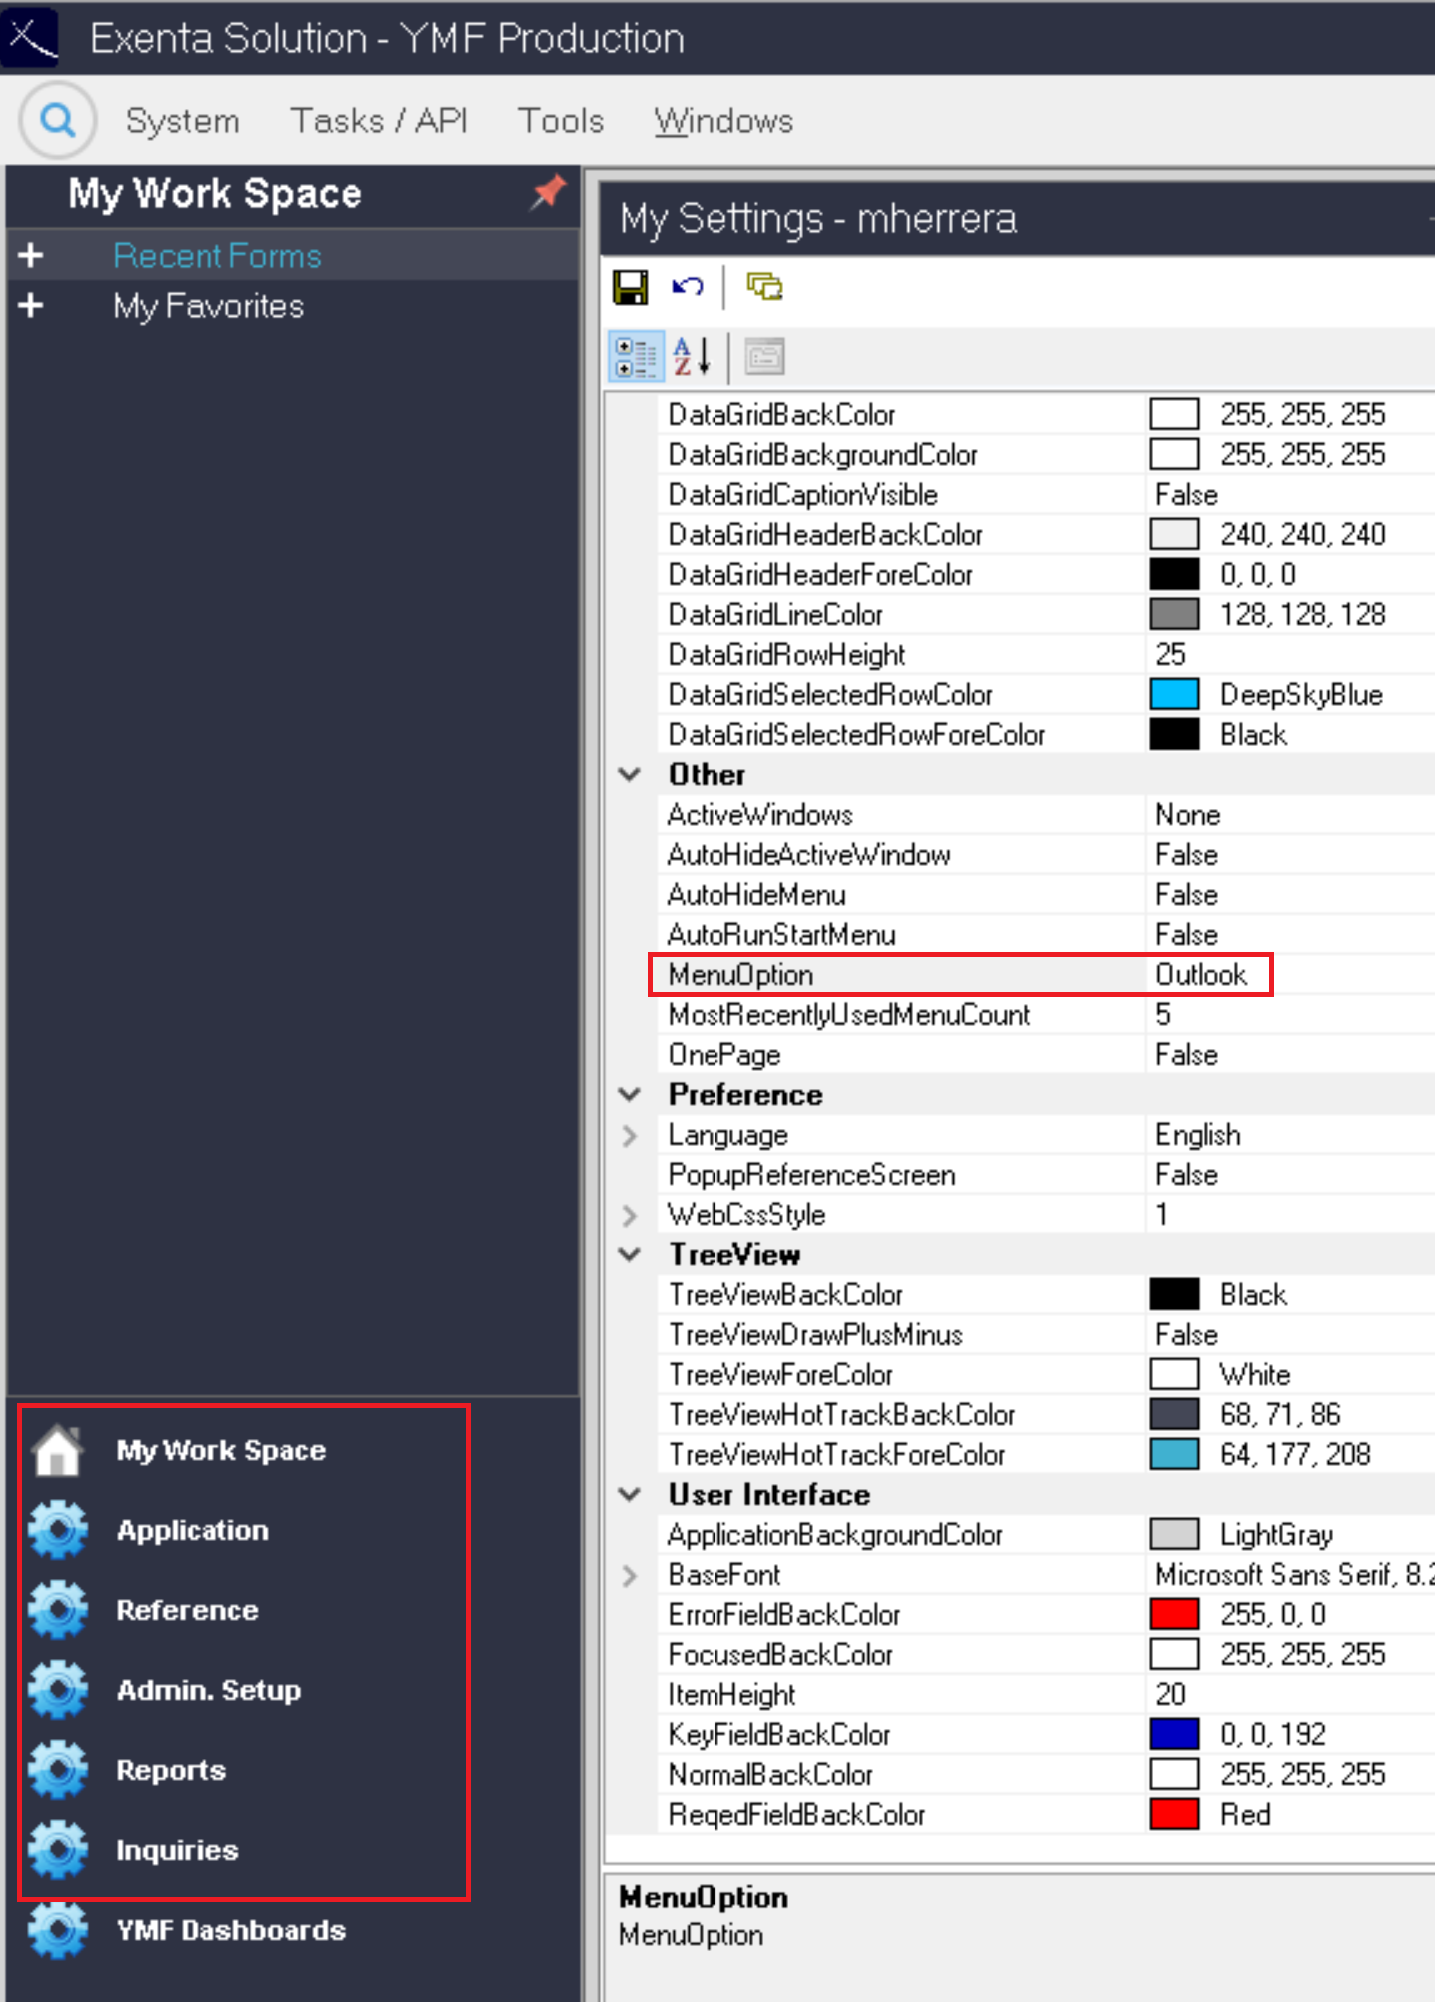 Exenta Solution - YMF Production
System Tasks / API Tools Windows
My Work Space
Recent Forms
My Favorites
My Work Space
Application
Reference
Admin. Setup
Reports
Inquiries
YMF Dashboards
My Settings - mherrera
DataGridBackColor 255, 255, 255
DataGridBackgroundColor 255, 255, 255
DataGridCaptionVisible False
DataGridHeaderBackColor 240, 240, 240
DataGridHeaderForeColor 0, 0, 0
DataGridLineColor 128, 128, 128
DataGridRowHeight 25
DataGridSelectedRowColor DeepSkyBlue
DataGridSelectedRowForeColor Black
Other
ActiveWindows None
AutoHideActiveWindow False
AutoHideMenu False
AutoRunStartMenu False
MenuOption Outlook
MostRecentlyUsedMenuCount 5
OnePage False
Preference
Language English
PopupReferenceScreen False
WebCssStyle 1
TreeView
TreeViewBackColor Black
TreeViewDrawPlusMinus False
TreeViewForeColor White
TreeViewHotTrackBackColor 68, 71, 86
TreeViewHotTrackForeColor 64, 177, 208
User Interface
ApplicationBackgroundColor LightGray
BaseFont Microsoft Sans Serif, 8.2
ErrorFieldBackColor 255, 0, 0
FocusedBackColor 255, 255, 255
ItemHeight 20
KeyFieldBackColor 0, 0, 192
NormalBackColor 255, 255, 255
ReqedFieldBackColor Red
MenuOption
MenuOption